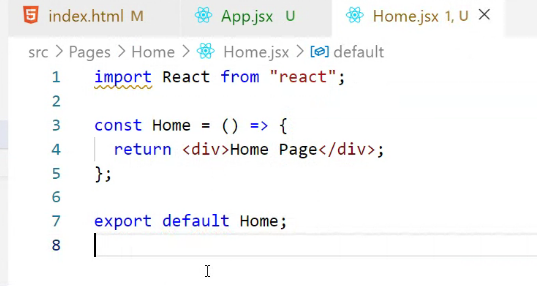 index.html M App.jsx U Home.jsx 1, U
src > Pages > Home > Home.jsx > default
1 import React from "react";
2
3 const Home = () => {
4 return <div>Home Page</div>;
5 };
6
7 export default Home;
8